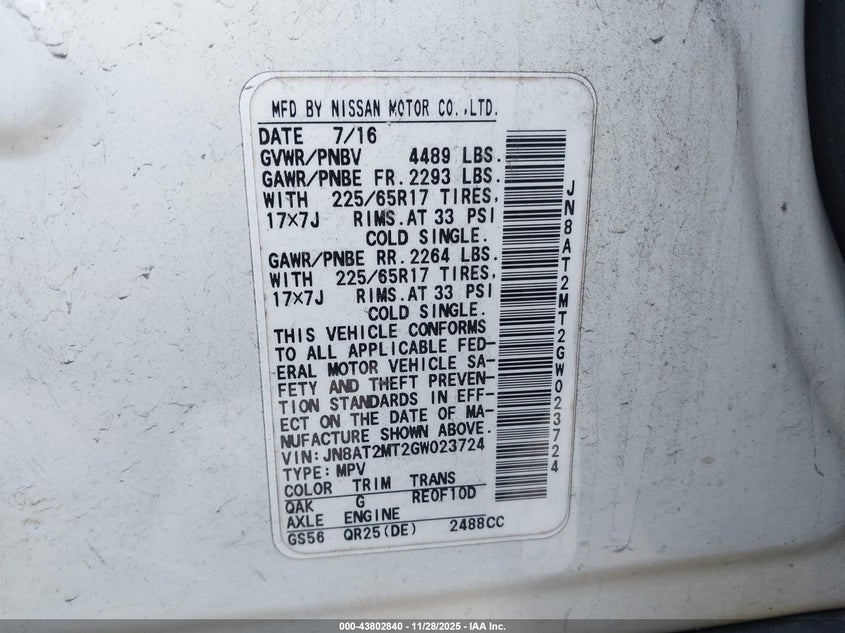 MFD BY NISSAN MOTOR CO.,LTD.
DATE 7/16
GVWR/PNBV 4489 LBS.
GAWR/PNBE FR. 2293 LBS.
WITH 225/65R17 TIRES,
17×7J RIMS.AT 33 PSI
COLD SINGLE.
GAWR/PNBE RR. 2264 LBS.
WITH 225/65R17 TIRES,
17×7J RIMS.AT 33 PSI
COLD SINGLE.
THIS VEHICLE CONFORMS
TO ALL APPLICABLE FED-
ERAL MOTOR VEHICLE SA-
FETY AND THEFT PREVEN-
TION STANDARDS IN EFF-
ECT ON THE DATE OF MA-
NUFACTURE SHOWN ABOVE.
VIN: JN8AT2MT2GW023724
TYPE: MPV
COLOR TRIM TRANS
QAK G RE0F10D
AXLE ENGINE
GS56 QR25(DE) 2488CC
JN8AT2MT2GW023724
000-43802840 | 11/28/2025 - IAA Inc.